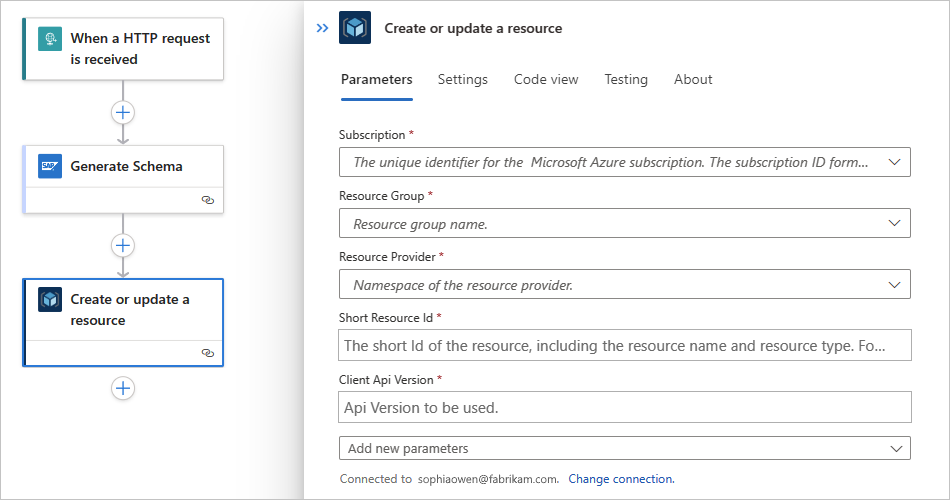 When a HTTP request
is received
SAP
Generate Schema
Create or update a
resource
Create or update a resource
Parameters Settings Code view Testing About
Subscription *
The unique identifier for the Microsoft Azure subscription. The subscription ID form...
Resource Group *
Resource group name.
Resource Provider *
Namespace of the resource provider.
Short Resource Id *
The short Id of the resource, including the resource name and resource type. Fo...
Client Api Version *
Api Version to be used.
Add new parameters
Connected to sophiaowen@fabrikam.com. Change connection.